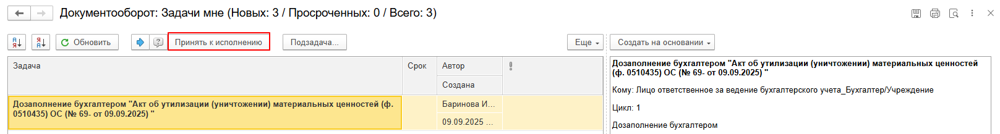 Документооборот: Задачи мне (Новых: 3 / Просроченных: 0 / Всего: 3)
Обновить
Принять к исполнению
Подзадача...
Еще
Создать на основании
Задача
Срок
Автор
Создана
Дозаполнение бухгалтером "Акт об утилизации (уничтожении) материальных ценностей (ф.
0510435) ОС (№ 69- от 09.09.2025) "
Баринова И...
09.09.2025 ...
Дозаполнение бухгалтером "Акт об утилизации (уничтожении) материальных ценностей
(ф. 0510435) ОС (№ 69- от 09.09.2025) "
Кому: Лицо ответственное за ведение бухгалтерского учета_Бухгалтер/Учреждение
Цикл: 1
Дозаполнение бухгалтером